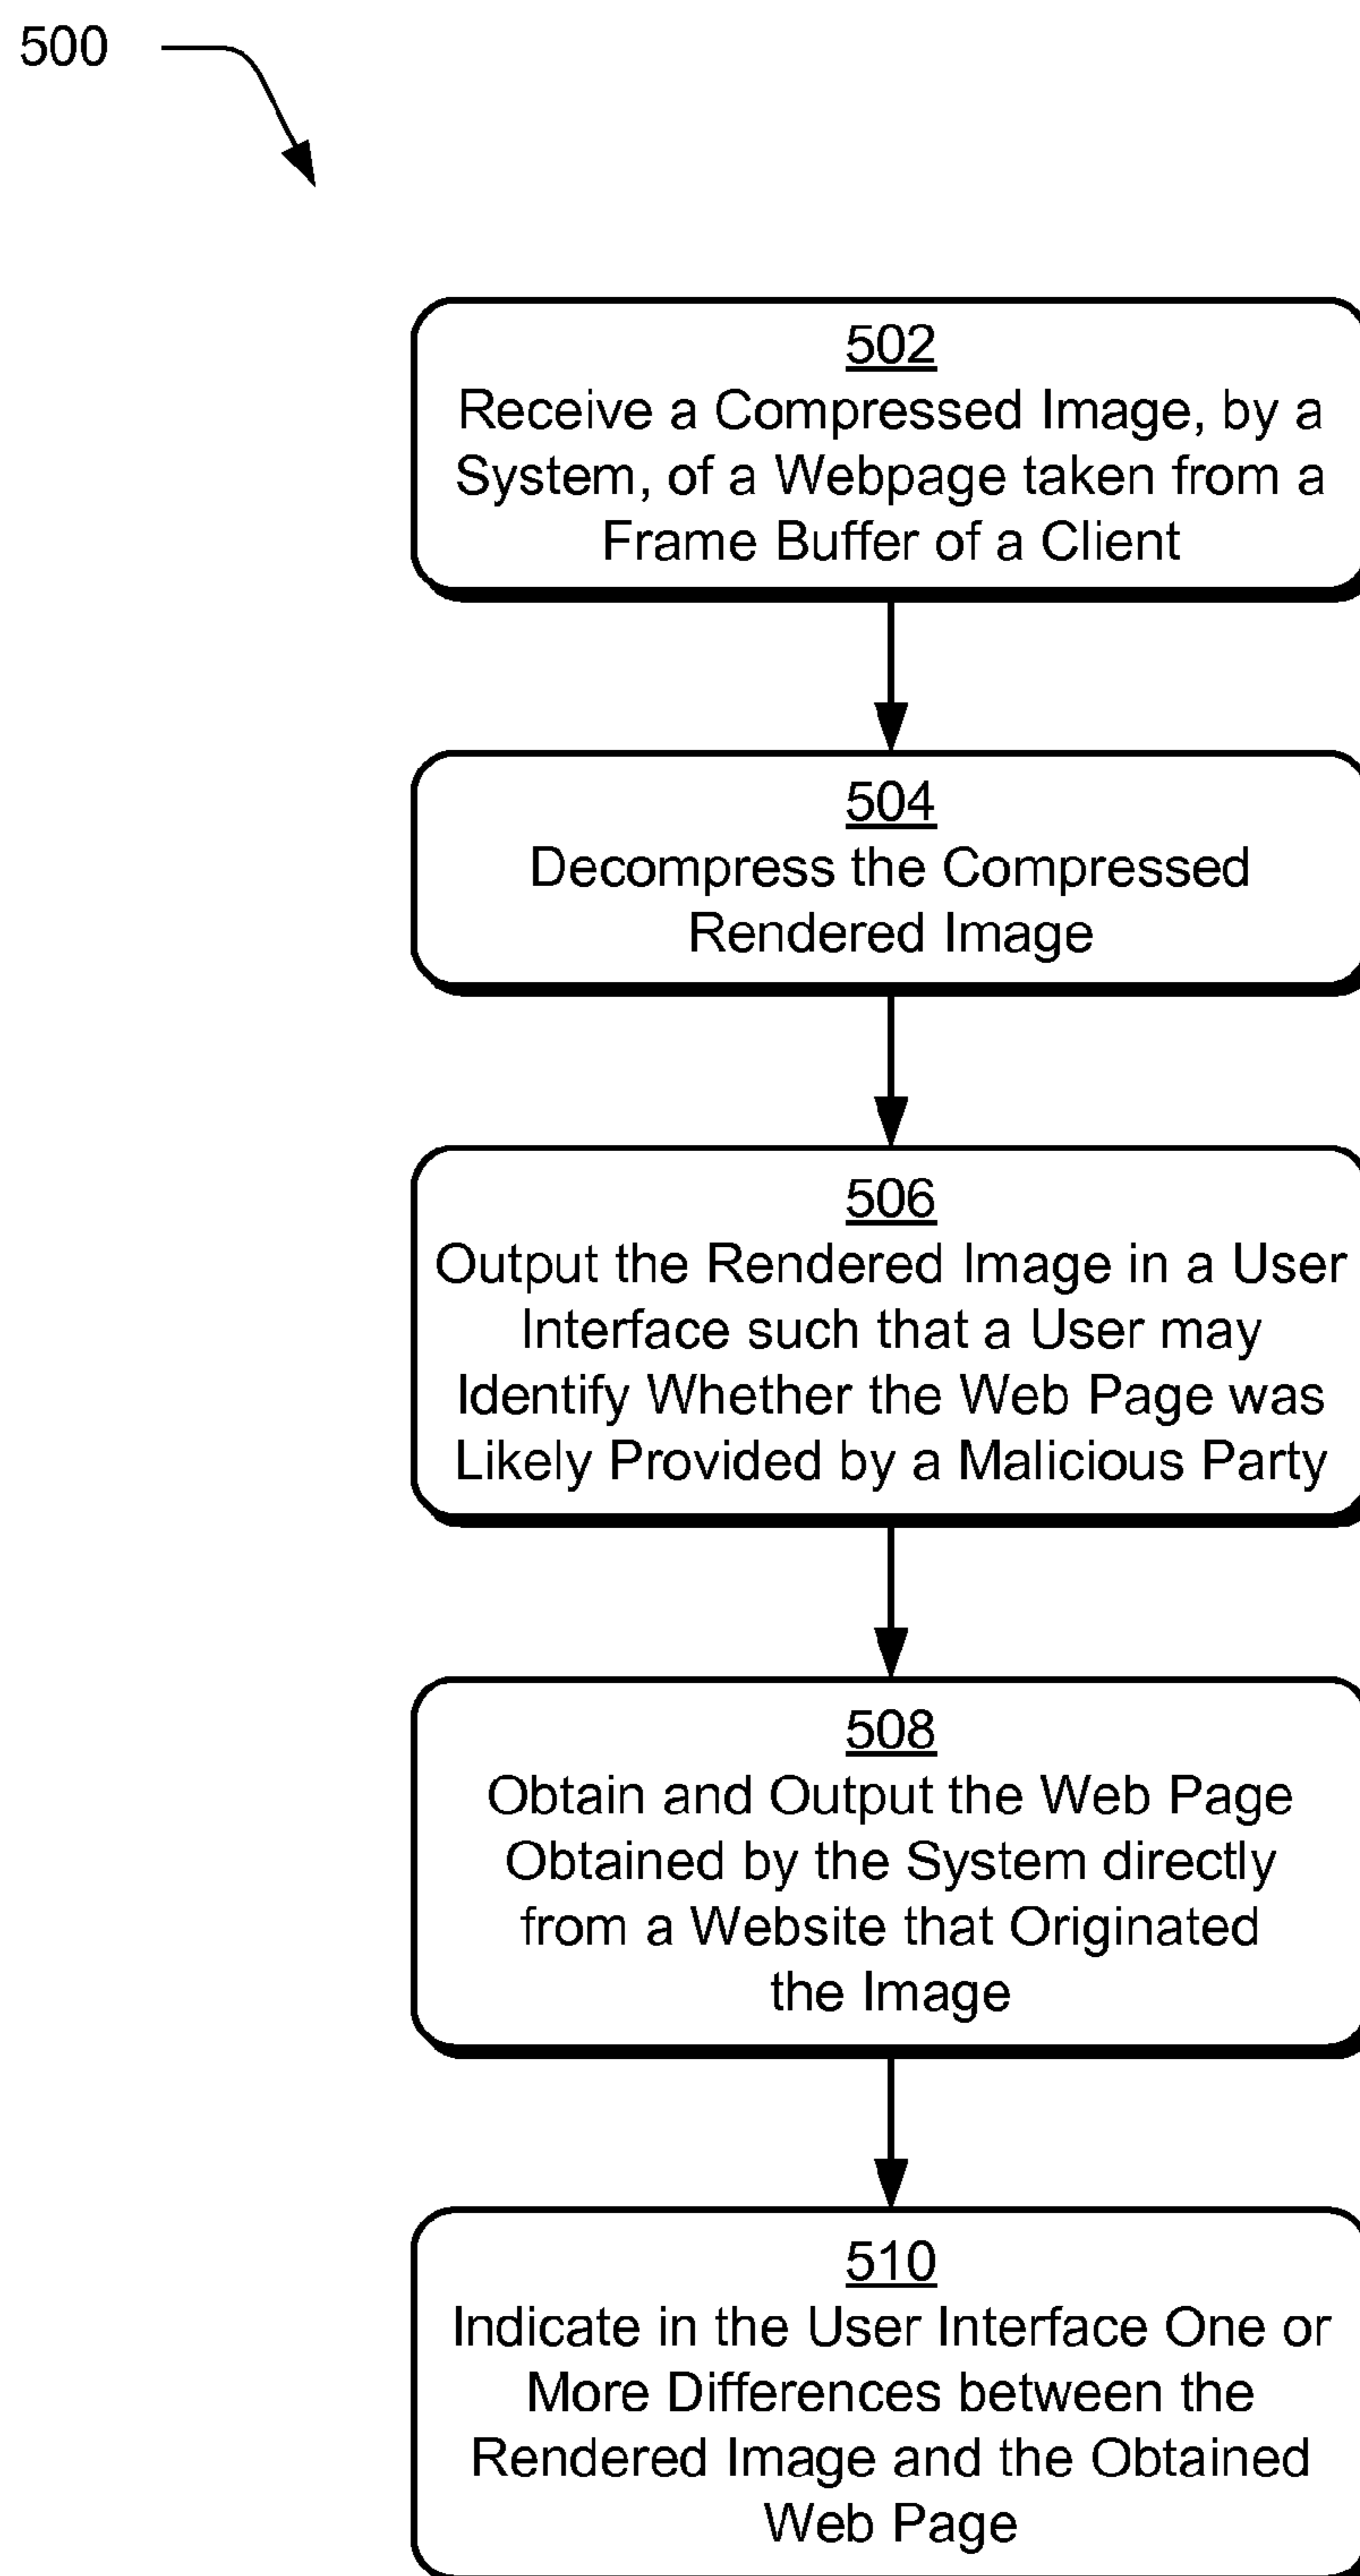 500
502
Receive a Compressed Image, by a
System, of a Webpage taken from a
Frame Buffer of a Client
504
Decompress the Compressed
Rendered Image
506
Output the Rendered Image in a User
Interface such that a User may
Identify Whether the Web Page was
Likely Provided by a Malicious Party
508
Obtain and Output the Web Page
Obtained by the System directly
from a Website that Originated
the Image
510
Indicate in the User Interface One or
More Differences between the
Rendered Image and the Obtained
Web Page